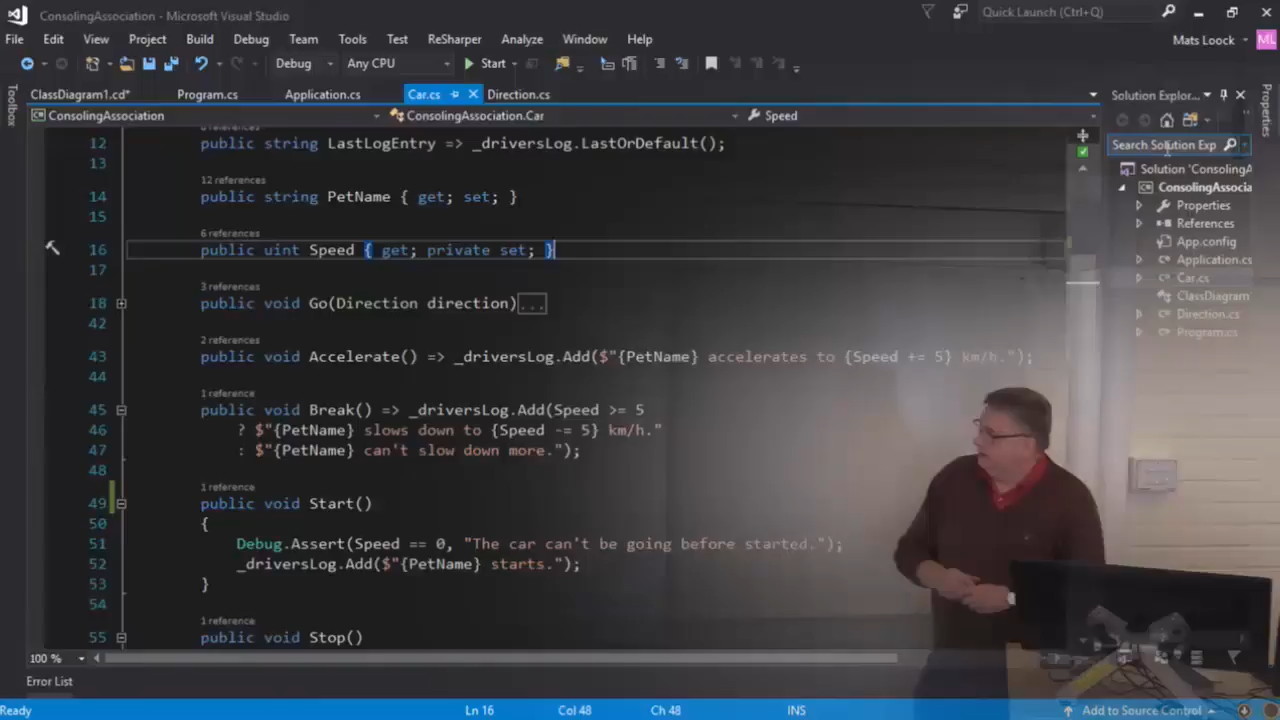 ConsolingAssociation - Microsoft Visual Studio
Quick Launch (Ctrl+Q)
File Edit View Project Build Debug Team Tools Test ReSharper Analyze Window Help
Mats Loock ML
Debug Any CPU Start
ClassDiagram1.cd* Program.cs Application.cs Car.cs Direction.cs
Solution Explor...
Toolbox
Properties
ConsolingAssociation ConsolingAssociation.Car Speed
Search Solution Exp
Solution 'ConsolingA
ConsolingAssocia
Properties
References
App.config
Application.cs
Car.cs
ClassDiagram
Direction.cs
Program.cs
12 public string LastLogEntry => _driversLog.LastOrDefault();
13
12 references
14 public string PetName { get; set; }
15
6 references
16 public uint Speed { get; private set; }
17
3 references
18 public void Go(Direction direction)...
42
2 references
43 public void Accelerate() => _driversLog.Add($"{PetName} accelerates to {Speed += 5} km/h.");
44
1 reference
45 public void Break() => _driversLog.Add(Speed >= 5
46 ? $"{PetName} slows down to {Speed -= 5} km/h."
47 : $"{PetName} can't slow down more.");
48
1 reference
49 public void Start()
50 {
51 Debug.Assert(Speed == 0, "The car can't be going before started.");
52 _driversLog.Add($"{PetName} starts.");
53 }
54
1 reference
55 public void Stop()
100 %
Error List
Ready Ln 16 Col 48 Ch 48 INS Add to Source Control